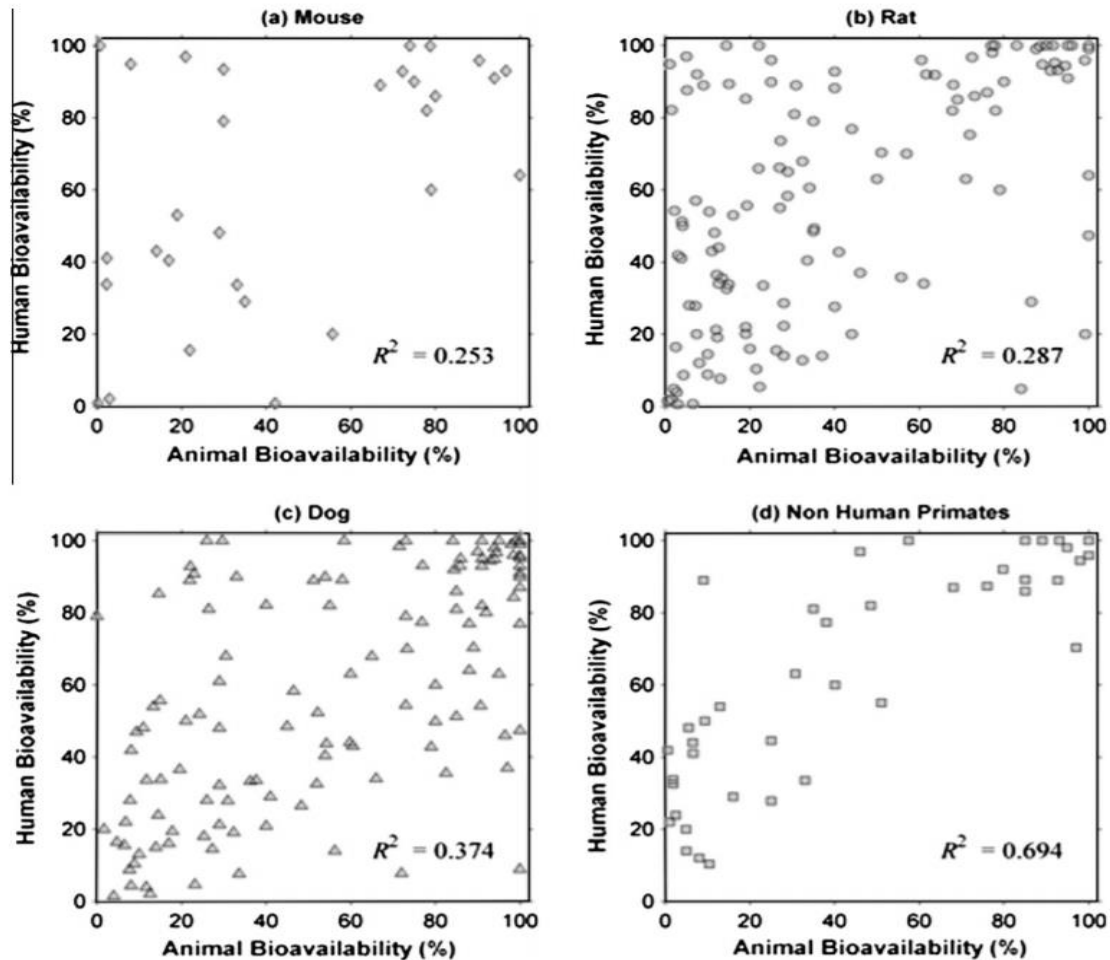 (a) Mouse
100
80
60
40
20
0
Human Bioavailability (%)
R² = 0.253
0 20 40 60 80 100
Animal Bioavailability (%)
(b) Rat
100
80
60
40
20
0
Human Bioavailability (%)
R² = 0.287
0 20 40 60 80 100
Animal Bioavailability (%)
(c) Dog
100
80
60
40
20
0
Human Bioavailability (%)
R² = 0.374
0 20 40 60 80 100
Animal Bioavailability (%)
(d) Non Human Primates
100
80
60
40
20
0
Human Bioavailability (%)
R² = 0.694
0 20 40 60 80 100
Animal Bioavailability (%)